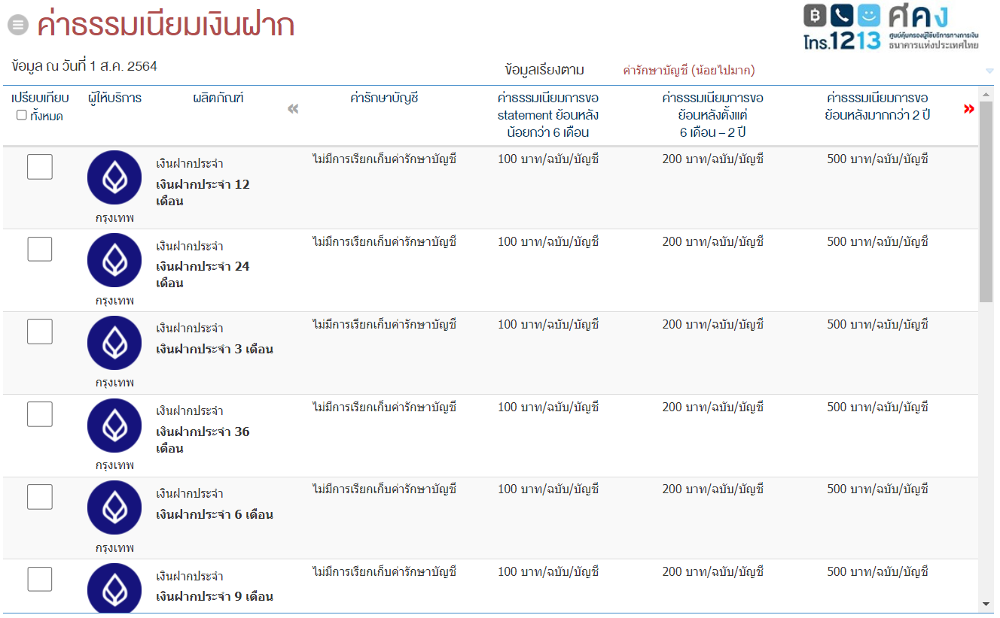 ค่าธรรมเนียมเงินฝาก
ศคง
โทร.1213
ศูนย์คุ้มครองผู้ใช้บริการทางการเงิน
ธนาคารแห่งประเทศไทย
ข้อมูล ณ วันที่ 1 ส.ค. 2564
ข้อมูลเรียงตาม ค่ารักษาบัญชี (น้อยไปมาก)
เปรียบเทียบ
ทั้งหมด
ผู้ให้บริการ
ผลิตภัณฑ์
«
ค่ารักษาบัญชี
ค่าธรรมเนียมการขอ
statement ย้อนหลัง
น้อยกว่า 6 เดือน
ค่าธรรมเนียมการขอ
ย้อนหลังตั้งแต่
6 เดือน – 2 ปี
ค่าธรรมเนียมการขอ
ย้อนหลังมากกว่า 2 ปี
»
กรุงเทพ
เงินฝากประจำ
เงินฝากประจำ 12
เดือน
ไม่มีการเรียกเก็บค่ารักษาบัญชี
100 บาท/ฉบับ/บัญชี
200 บาท/ฉบับ/บัญชี
500 บาท/ฉบับ/บัญชี
กรุงเทพ
เงินฝากประจำ
เงินฝากประจำ 24
เดือน
ไม่มีการเรียกเก็บค่ารักษาบัญชี
100 บาท/ฉบับ/บัญชี
200 บาท/ฉบับ/บัญชี
500 บาท/ฉบับ/บัญชี
กรุงเทพ
เงินฝากประจำ
เงินฝากประจำ 3 เดือน
ไม่มีการเรียกเก็บค่ารักษาบัญชี
100 บาท/ฉบับ/บัญชี
200 บาท/ฉบับ/บัญชี
500 บาท/ฉบับ/บัญชี
กรุงเทพ
เงินฝากประจำ
เงินฝากประจำ 36
เดือน
ไม่มีการเรียกเก็บค่ารักษาบัญชี
100 บาท/ฉบับ/บัญชี
200 บาท/ฉบับ/บัญชี
500 บาท/ฉบับ/บัญชี
กรุงเทพ
เงินฝากประจำ
เงินฝากประจำ 6 เดือน
ไม่มีการเรียกเก็บค่ารักษาบัญชี
100 บาท/ฉบับ/บัญชี
200 บาท/ฉบับ/บัญชี
500 บาท/ฉบับ/บัญชี
เงินฝากประจำ
เงินฝากประจำ 9 เดือน
ไม่มีการเรียกเก็บค่ารักษาบัญชี
100 บาท/ฉบับ/บัญชี
200 บาท/ฉบับ/บัญชี
500 บาท/ฉบับ/บัญชี